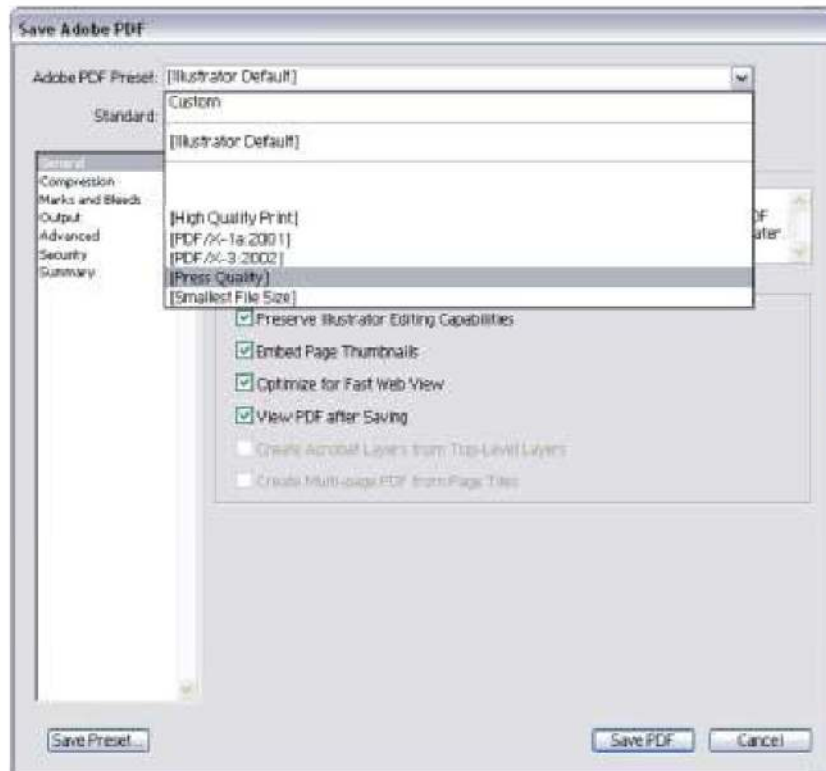 Save Adobe PDF
Adobe PDF Preset: [Illustrator Default]
Standard:
Custom
[Illustrator Default]
[High Quality Print]
[PDF/X-1a:2001]
[PDF/X-3:2002]
[Press Quality]
[Smallest File Size]
General
Compression
Marks and Bleeds
Output
Advanced
Security
Summary
Preserve Illustrator Editing Capabilities
Embed Page Thumbnails
Optimize for Fast Web View
View PDF after Saving
Create Acrobat Layers from Top-Level Layers
Create Multi-page PDF from Page Tiles
Save Preset...
Save PDF
Cancel